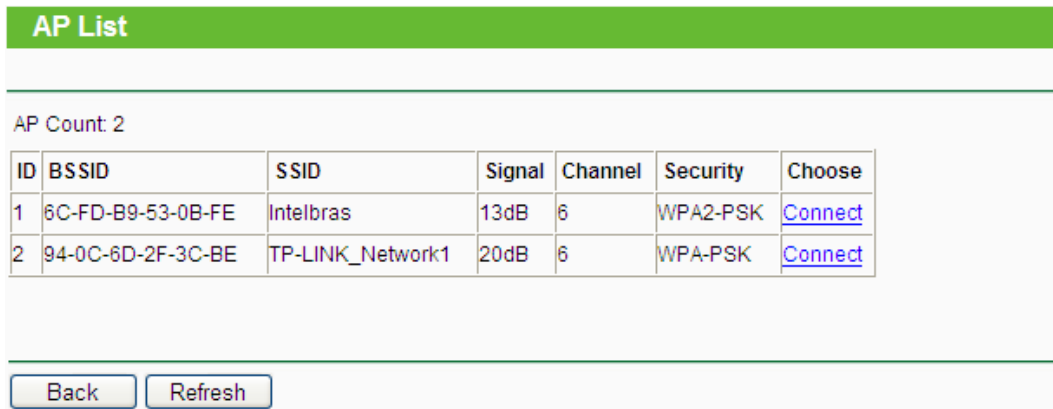 AP List
AP Count: 2
ID BSSID SSID Signal Channel Security Choose
1 6C-FD-B9-53-0B-FE Intelbras 13dB 6 WPA2-PSK Connect
2 94-0C-6D-2F-3C-BE TP-LINK_Network1 20dB 6 WPA-PSK Connect
Back Refresh